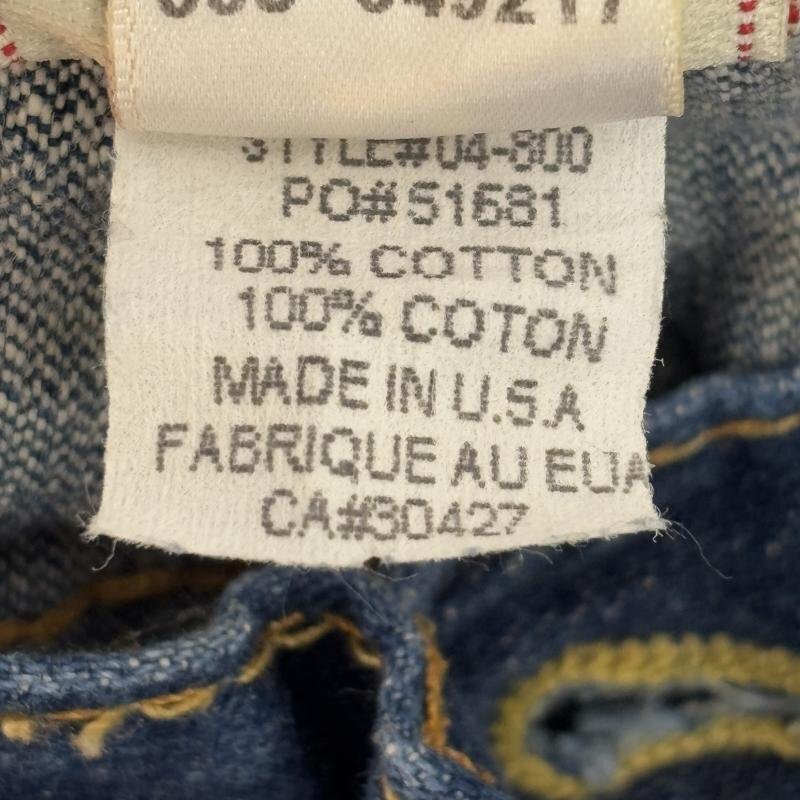 STYLE#04-800
PO#51681
100% COTTON
100% COTON
MADE IN U.S.A
FABRIQUE AU EUA
CA#30427